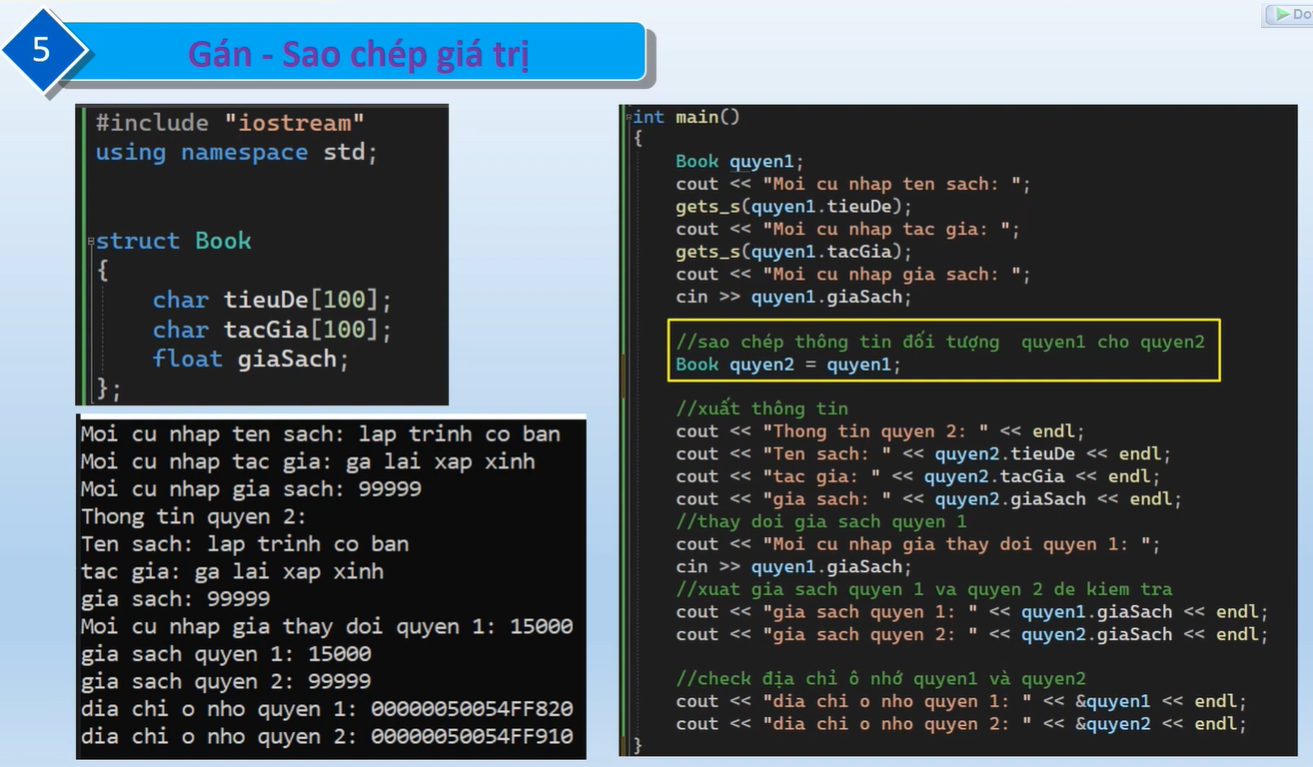 5
Gán - Sao chép giá trị
#include "iostream"
using namespace std;
struct Book
{
char tieuDe[100];
char tacGia[100];
float giaSach;
};
Moi cu nhap ten sach: lap trinh co ban
Moi cu nhap tac gia: ga lai xap xinh
Moi cu nhap gia sach: 99999
Thong tin quyen 2:
Ten sach: lap trinh co ban
tac gia: ga lai xap xinh
gia sach: 99999
Moi cu nhap gia thay doi quyen 1: 15000
gia sach quyen 1: 15000
gia sach quyen 2: 99999
dia chi o nho quyen 1: 00000050054FF820
dia chi o nho quyen 2: 00000050054FF910
int main()
{
Book quyen1;
cout << "Moi cu nhap ten sach: ";
gets_s(quyen1.tieuDe);
cout << "Moi cu nhap tac gia: ";
gets_s(quyen1.tacGia);
cout << "Moi cu nhap gia sach: ";
cin >> quyen1.giaSach;
//sao chép thông tin đối tượng  quyen1 cho quyen2
Book quyen2 = quyen1;
//xuất thông tin
cout << "Thong tin quyen 2: " << endl;
cout << "Ten sach: " << quyen2.tieuDe << endl;
cout << "tac gia: " << quyen2.tacGia << endl;
cout << "gia sach: " << quyen2.giaSach << endl;
//thay doi gia sach quyen 1
cout << "Moi cu nhap gia thay doi quyen 1: ";
cin >> quyen1.giaSach;
//xuat gia sach quyen 1 va quyen 2 de kiem tra
cout << "gia sach quyen 1: " << quyen1.giaSach << endl;
cout << "gia sach quyen 2: " << quyen2.giaSach << endl;
//check địa chỉ ô nhớ quyen1 và quyen2
cout << "dia chi o nho quyen 1: " << &quyen1 << endl;
cout << "dia chi o nho quyen 2: " << &quyen2 << endl;
}